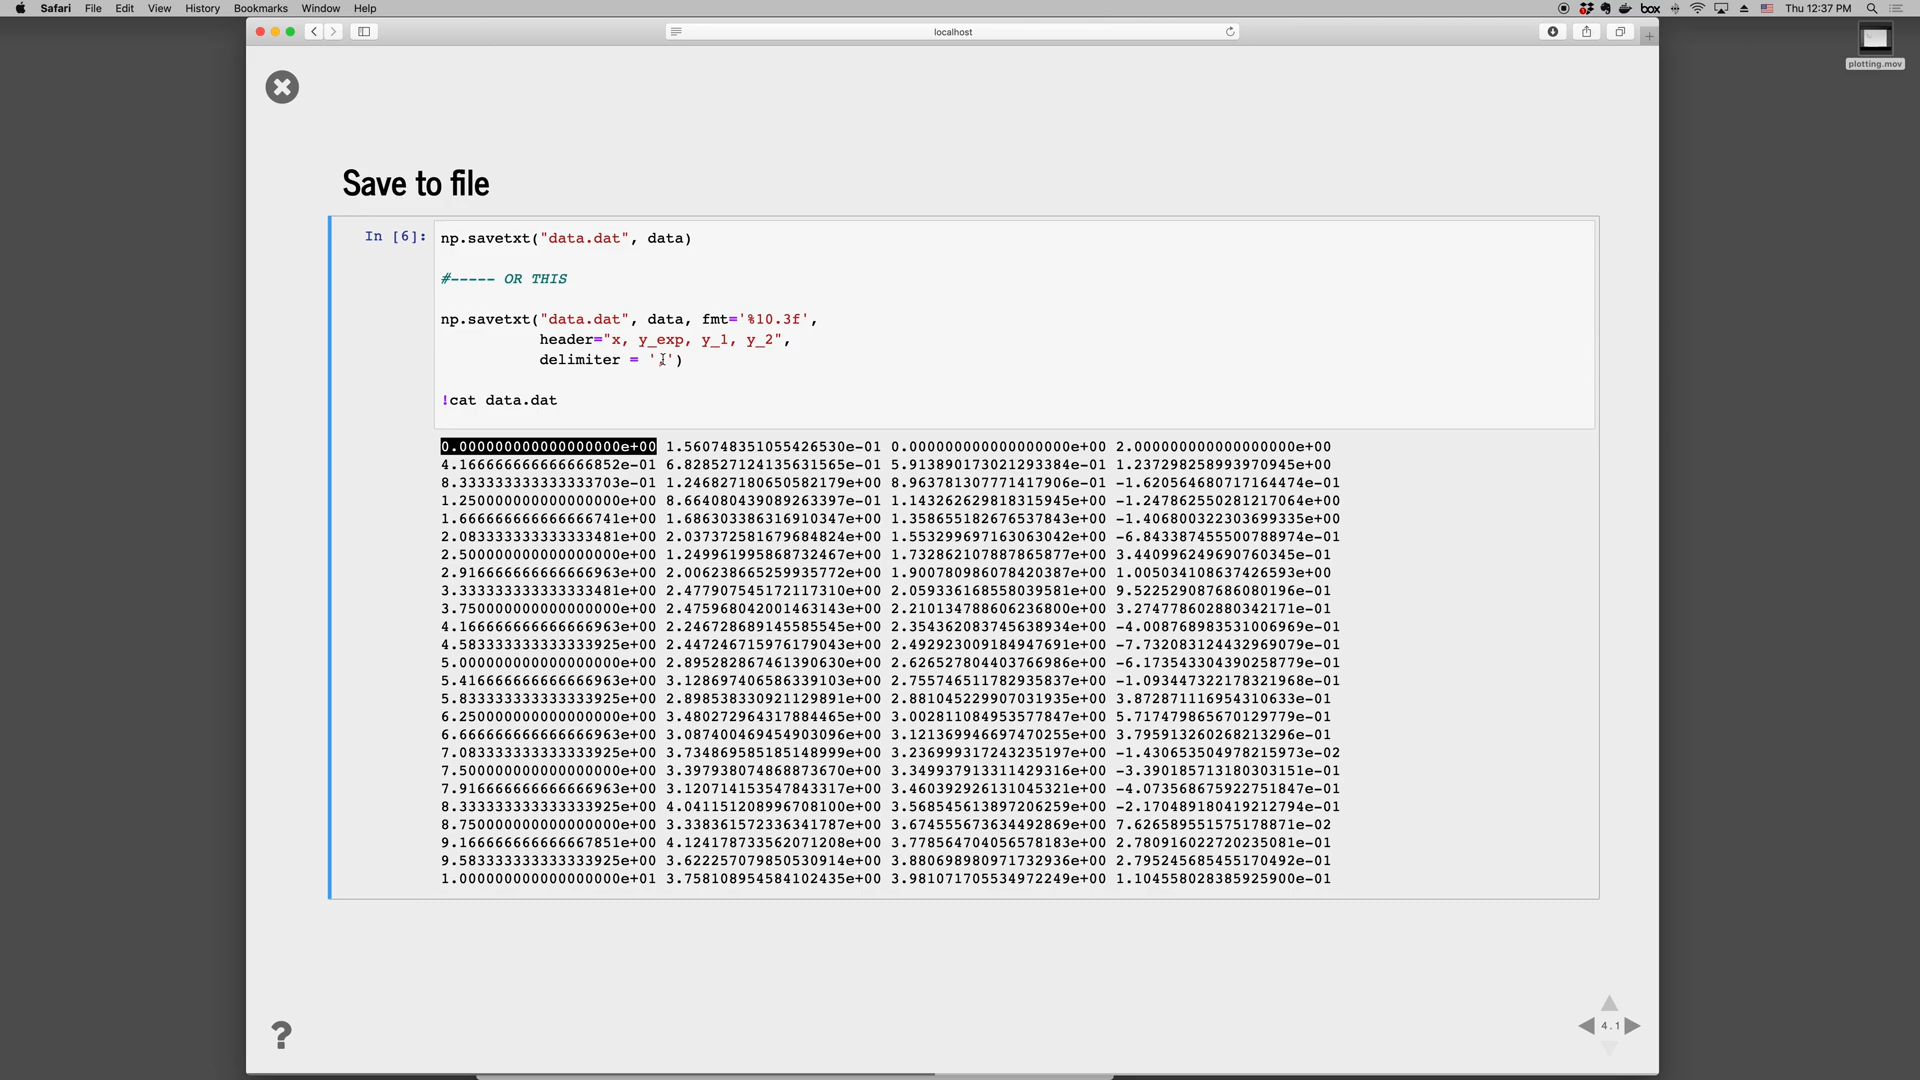 Safari File Edit View History Bookmarks Window Help
box Thu 12:37 PM
localhost
plotting.mov
Save to file
In [6]:
np.savetxt("data.dat", data)
#----- OR THIS
np.savetxt("data.dat", data, fmt='%10.3f',
header="x, y_exp, y_1, y_2",
delimiter = ',')
!cat data.dat
0.000000000000000000e+00 1.560748351055426530e-01 0.000000000000000000e+00 2.000000000000000000e+00
4.166666666666666852e-01 6.828527124135631565e-01 5.913890173021293384e-01 1.237298258993970945e+00
8.333333333333333703e-01 1.246827180650582179e+00 8.963781307771417906e-01 -1.620564680717164474e-01
1.250000000000000000e+00 8.664080439089263397e-01 1.143262629818315945e+00 -1.247862550281217064e+00
1.666666666666666741e+00 1.686303386316910347e+00 1.358655182676537843e+00 -1.406800322303699335e+00
2.083333333333333481e+00 2.037372581679684824e+00 1.553299697163063042e+00 -6.843387455500788974e-01
2.500000000000000000e+00 1.249961995868732467e+00 1.732862107887865877e+00 3.440996249690760345e-01
2.916666666666666963e+00 2.006238665259935772e+00 1.900780986078420387e+00 1.005034108637426593e+00
3.333333333333333481e+00 2.477907545172117310e+00 2.059336168558039581e+00 9.522529087686080196e-01
3.750000000000000000e+00 2.475968042001463143e+00 2.210134788606236800e+00 3.274778602880342171e-01
4.166666666666666963e+00 2.246728689145585545e+00 2.354362083745638934e+00 -4.008768983531006969e-01
4.583333333333333925e+00 2.447246715976179043e+00 2.492923009184947691e+00 -7.732083124432969079e-01
5.000000000000000000e+00 2.895282867461390630e+00 2.626527804403766986e+00 -6.173543304390258779e-01
5.416666666666666963e+00 3.128697406586339103e+00 2.755746511782935837e+00 -1.093447322178321968e-01
5.833333333333333925e+00 2.898538330921129891e+00 2.881045229907031935e+00 3.872871116954310633e-01
6.250000000000000000e+00 3.480272964317884465e+00 3.002811084953577847e+00 5.717479865670129779e-01
6.666666666666666963e+00 3.087400469454903096e+00 3.121369946697470255e+00 3.795913260268213296e-01
7.083333333333333925e+00 3.734869585185148999e+00 3.236999317243235197e+00 -1.430653504978215973e-02
7.500000000000000000e+00 3.397938074868873670e+00 3.349937913311429316e+00 -3.390185713180303151e-01
7.916666666666666963e+00 3.120714153547843317e+00 3.460392926131045321e+00 -4.073568675922751847e-01
8.333333333333333925e+00 4.041151208996708100e+00 3.568545613897206259e+00 -2.170489180419212794e-01
8.750000000000000000e+00 3.338361572336341787e+00 3.674555673634492869e+00 7.626589551575178871e-02
9.166666666666667851e+00 4.124178733562071208e+00 3.778564704056578183e+00 2.780916022720235081e-01
9.583333333333333925e+00 3.622257079850530914e+00 3.880698980971732936e+00 2.795245685455170492e-01
1.000000000000000000e+01 3.758108954584102435e+00 3.981071705534972249e+00 1.104558028385925900e-01
4.1